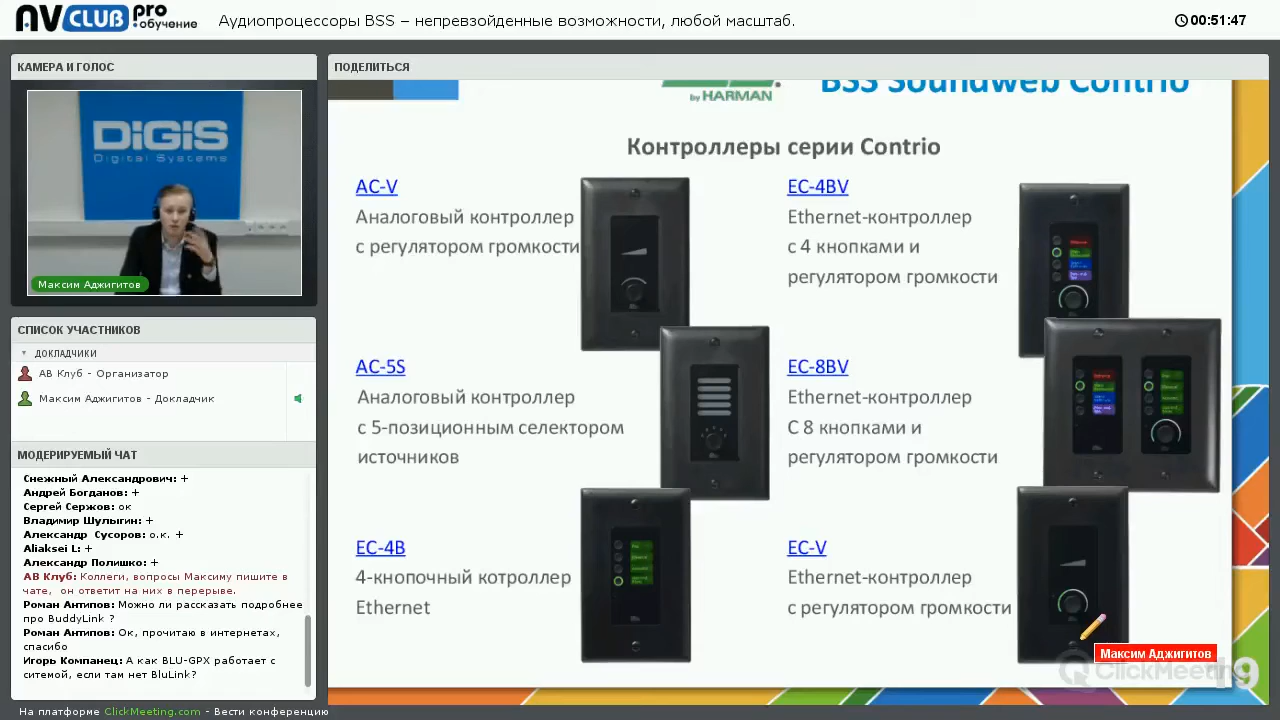 AV CLUB pro
обучение
Аудиопроцессоры BSS – непревзойденные возможности, любой масштаб.
00:51:47
КАМЕРА И ГОЛОС
DiGiS
Digital Systems
Максим Аджигитов
СПИСОК УЧАСТНИКОВ
ДОКЛАДЧИКИ
АВ Клуб - Организатор
Максим Аджигитов - Докладчик
МОДЕРИРУЕМЫЙ ЧАТ
Снежный Александрович: +
Андрей Богданов: +
Сергей Сержов: ок
Владимир Шулыгин: +
Александр Сусоров: о.к. +
Aliaksei L: +
Александр Полишко: +
АВ Клуб: Коллеги, вопросы Максиму пишите в
чате, он ответит на них в перерыве.
Роман Антипов: Можно ли рассказать подробнее
про BuddyLink ?
Роман Антипов: Ок, прочитаю в интернетах,
спасибо
Игорь Компанец: А как BLU-GPX работает с
ситемой, если там нет BluLink?
На платформе ClickMeeting.com - Вести конференцию
ПОДЕЛИТЬСЯ
by HARMAN
BSS Soundweb Contrio
Контроллеры серии Contrio
AC-V
Аналоговый контроллер
с регулятором громкости
AC-5S
Аналоговый контроллер
с 5-позиционным селектором
источников
EC-4B
4-кнопочный котроллер
Ethernet
EC-4BV
Ethernet-контроллер
с 4 кнопками и
регулятором громкости
EC-8BV
Ethernet-контроллер
С 8 кнопками и
регулятором громкости
EC-V
Ethernet-контроллер
с регулятором громкости
Максим Аджигитов
ClickMeeting
19